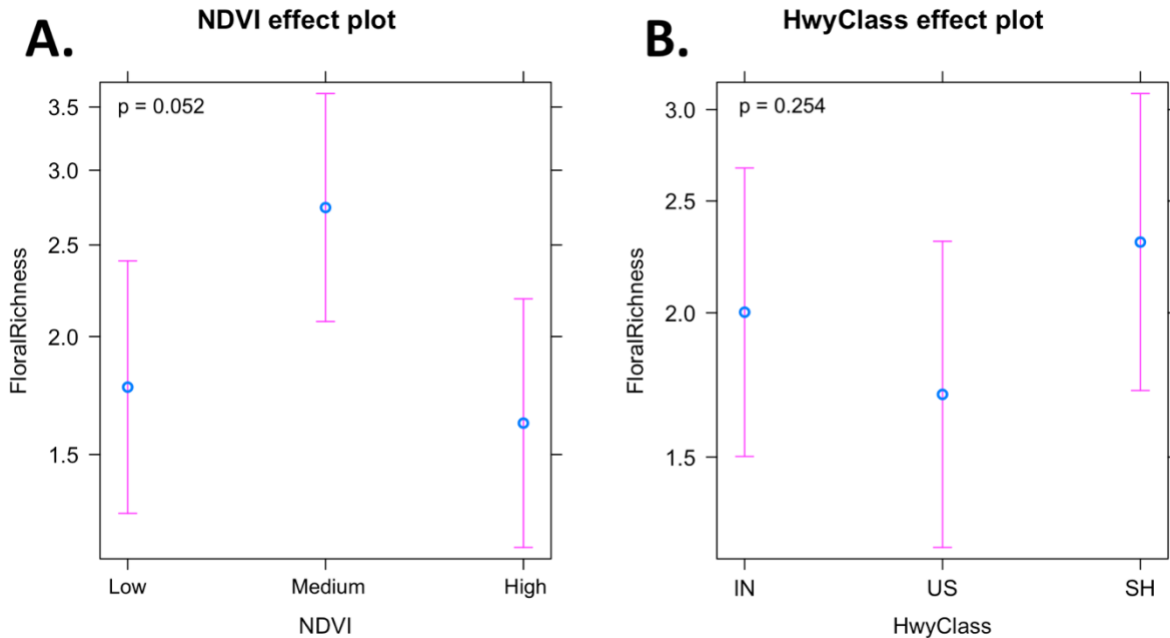 A.
NDVI effect plot
p = 0.052
3.5
3.0
2.5
2.0
1.5
FloralRichness
Low Medium High
NDVI
B.
HwyClass effect plot
p = 0.254
3.0
2.5
2.0
1.5
FloralRichness
IN US SH
HwyClass